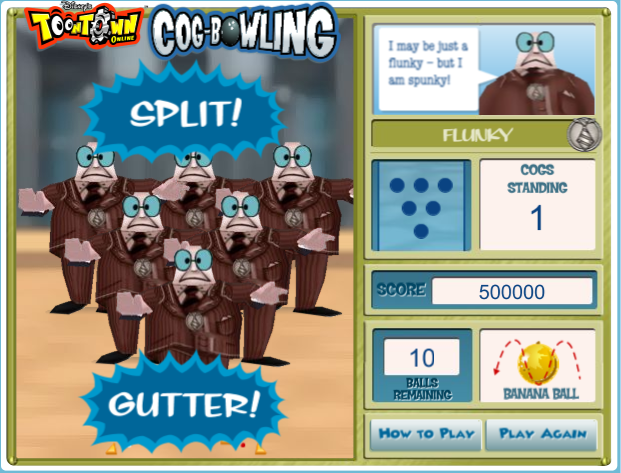 Disney's
TOONTOWN
ONLINE
COG-BOWLING
I may be just a
flunky – but I
am spunky!
SPLIT!
FLUNKY
COGS
STANDING
1
SCORE 500000
10
BALLS
REMAINING
BANANA BALL
GUTTER!
HOW TO PLAY
PLAY AGAIN